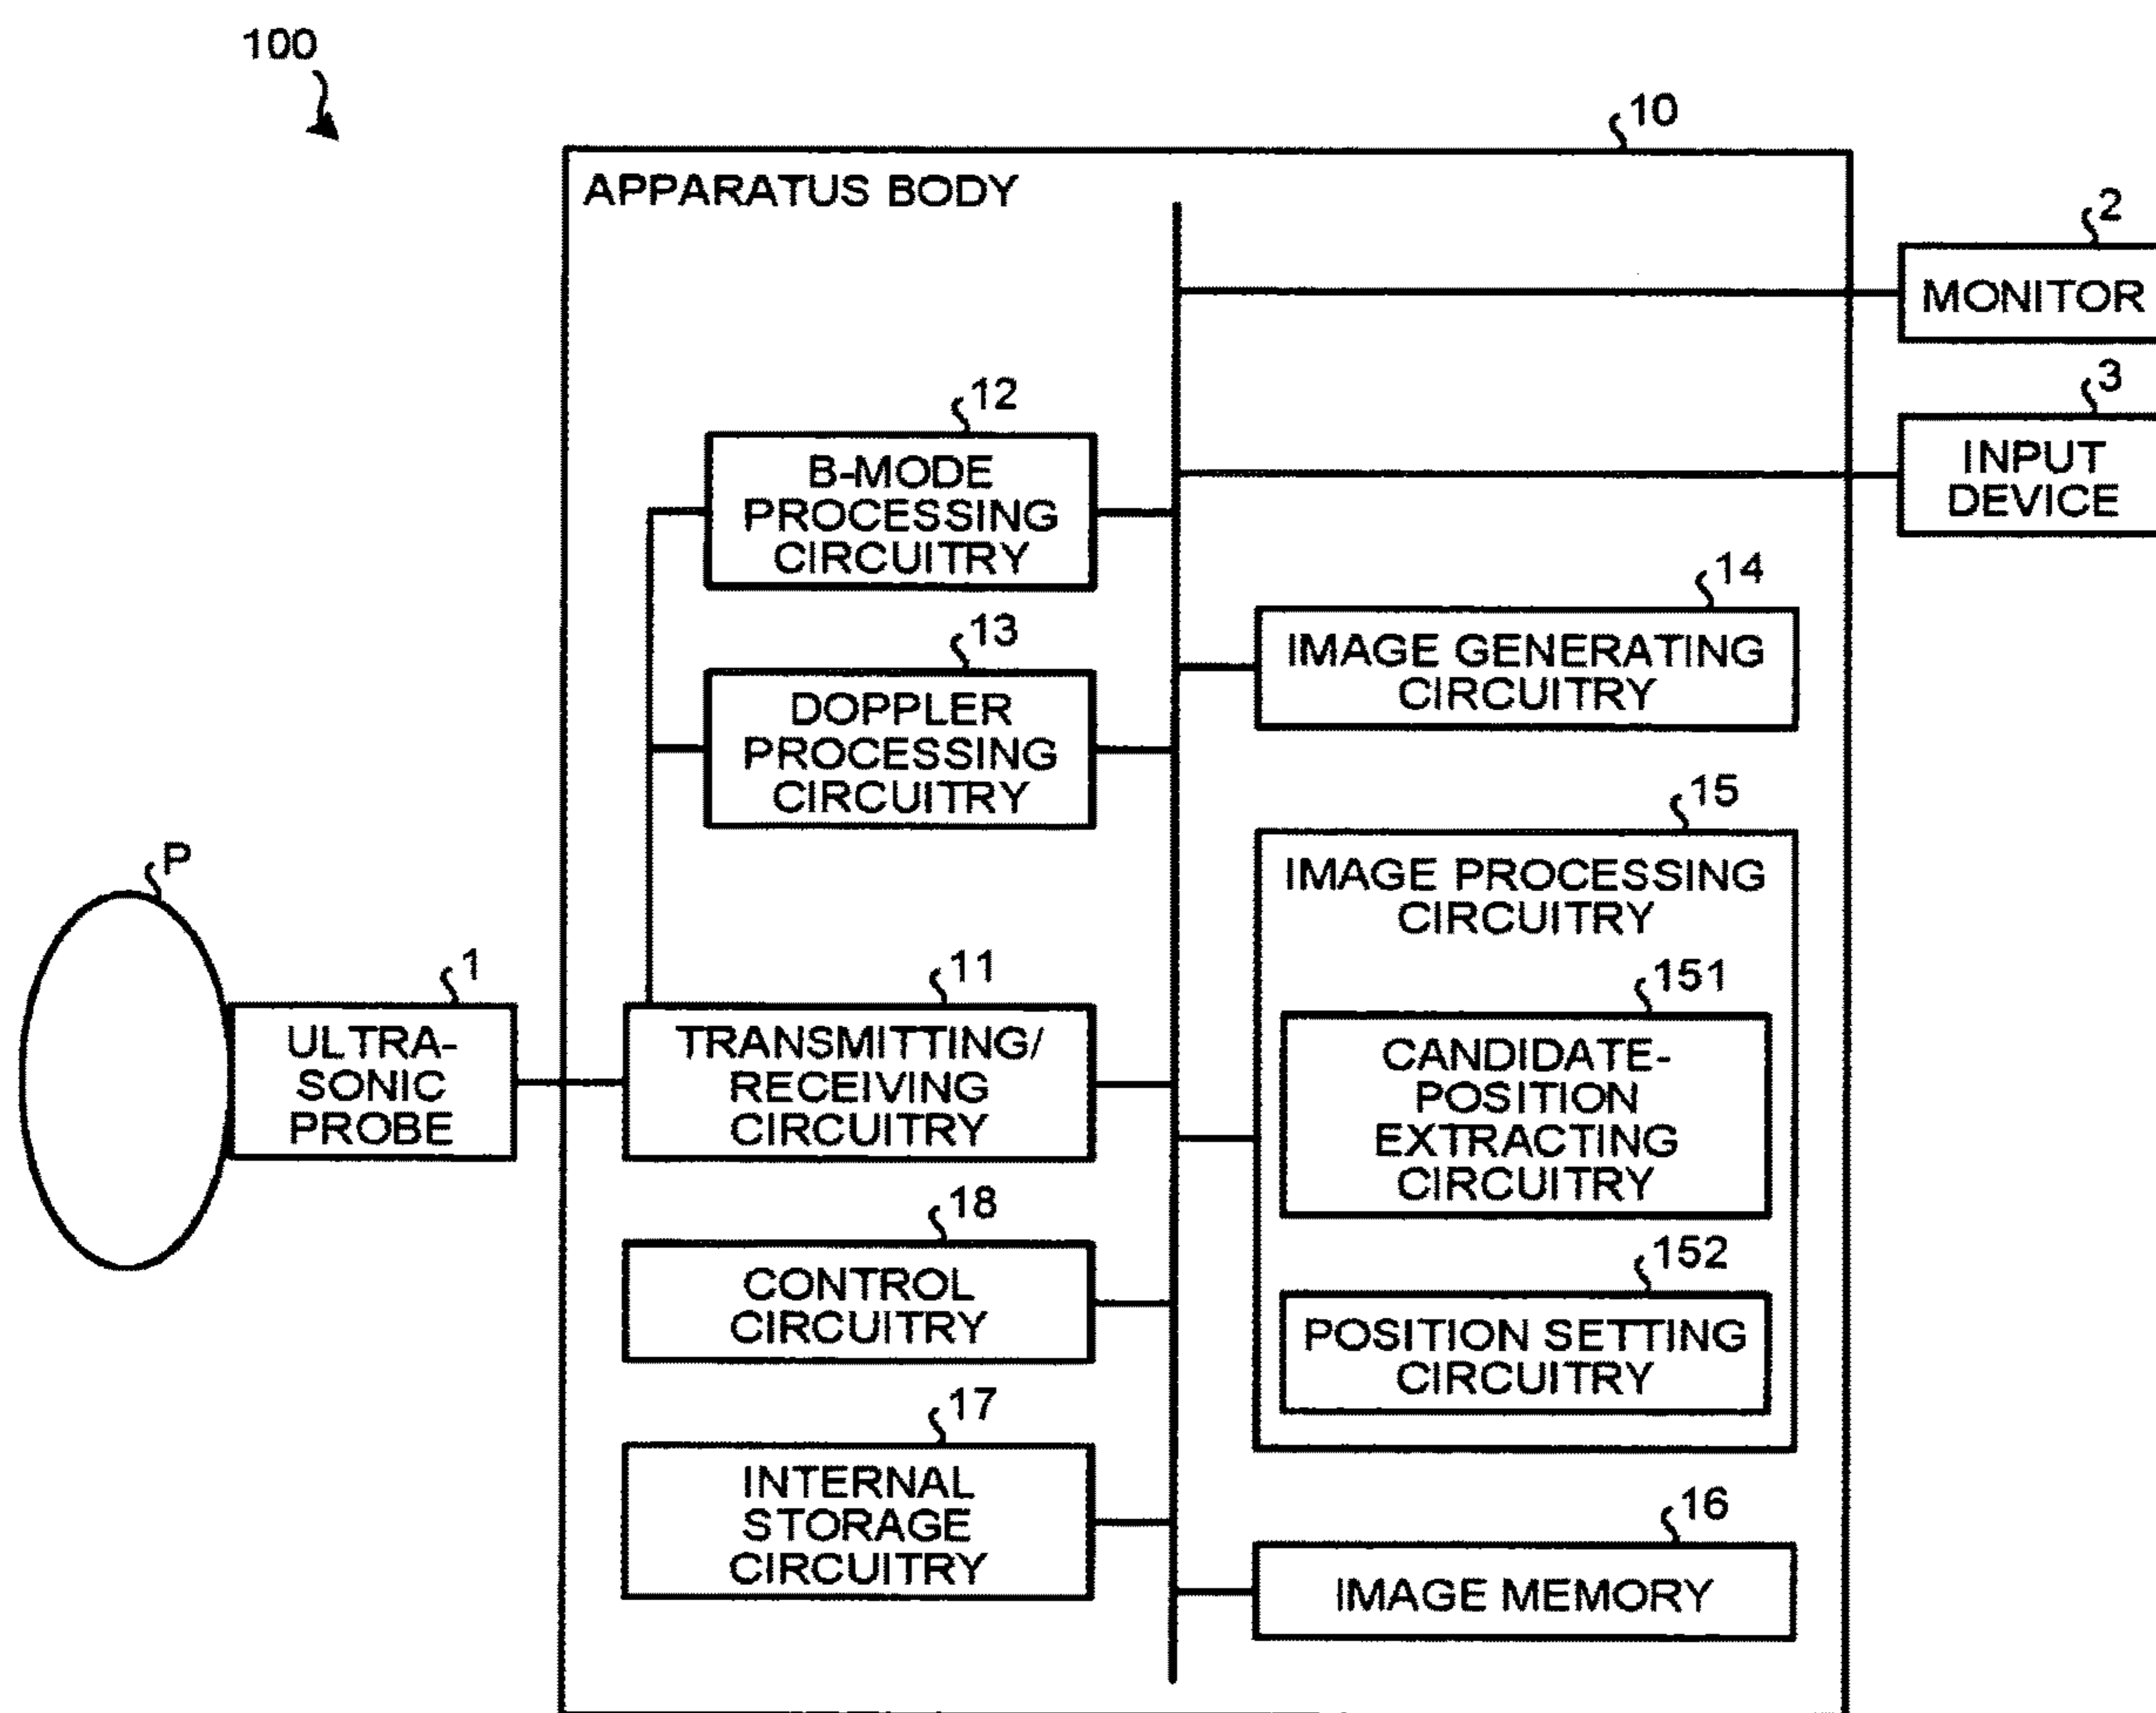 100
10
APPARATUS BODY
2
MONITOR
3
INPUT
DEVICE
12
B-MODE
PROCESSING
CIRCUITRY
13
DOPPLER
PROCESSING
CIRCUITRY
14
IMAGE GENERATING
CIRCUITRY
15
IMAGE PROCESSING
CIRCUITRY
P
1
ULTRA-
SONIC
PROBE
11
TRANSMITTING/
RECEIVING
CIRCUITRY
151
CANDIDATE-
POSITION
EXTRACTING
CIRCUITRY
18
CONTROL
CIRCUITRY
152
POSITION SETTING
CIRCUITRY
17
INTERNAL
STORAGE
CIRCUITRY
16
IMAGE MEMORY